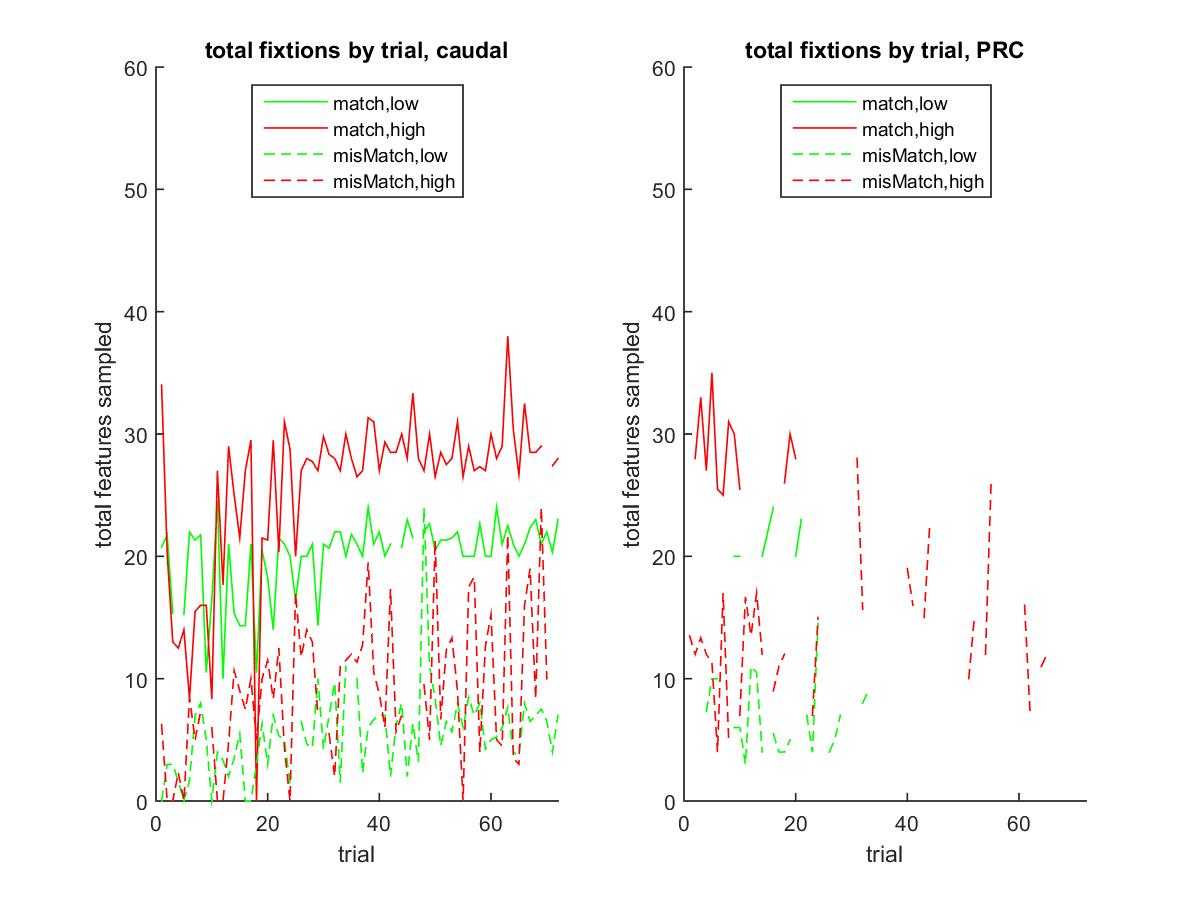 total fixtions by trial, caudal
60
50
40
30
20
10
0
0 20 40 60
total features sampled
trial
match,low
match,high
misMatch,low
misMatch,high
total fixtions by trial, PRC
60
50
40
30
20
10
0
0 20 40 60
total features sampled
trial
match,low
match,high
misMatch,low
misMatch,high